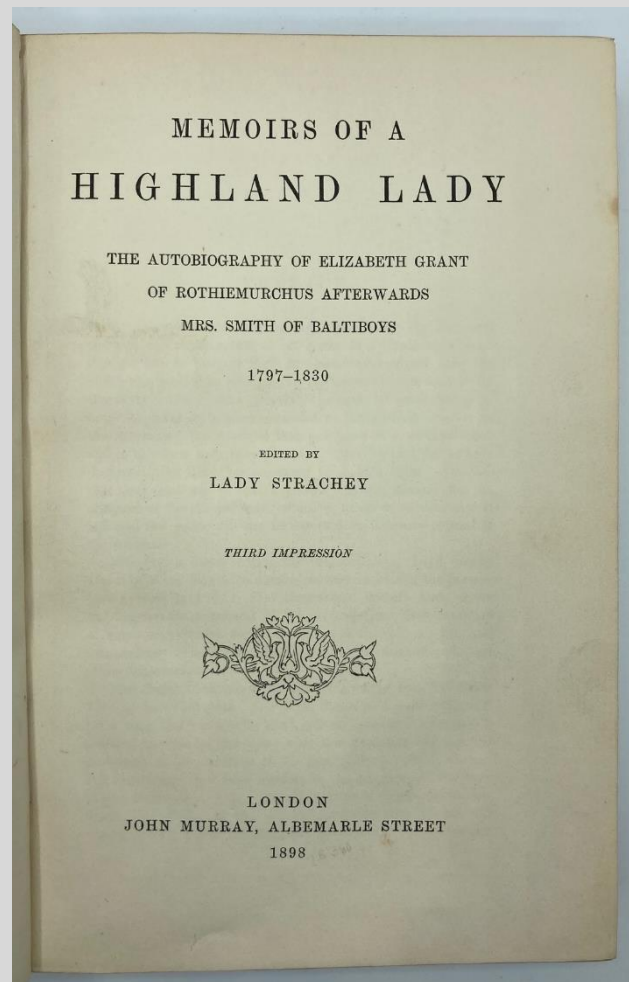 MEMOIRS OF A
HIGHLAND LADY
THE AUTOBIOGRAPHY OF ELIZABETH GRANT
OF ROTHIEMURCHUS AFTERWARDS
MRS. SMITH OF BALTIBOYS
1797–1830
EDITED BY
LADY STRACHEY
THIRD IMPRESSION
LONDON
JOHN MURRAY, ALBEMARLE STREET
1898